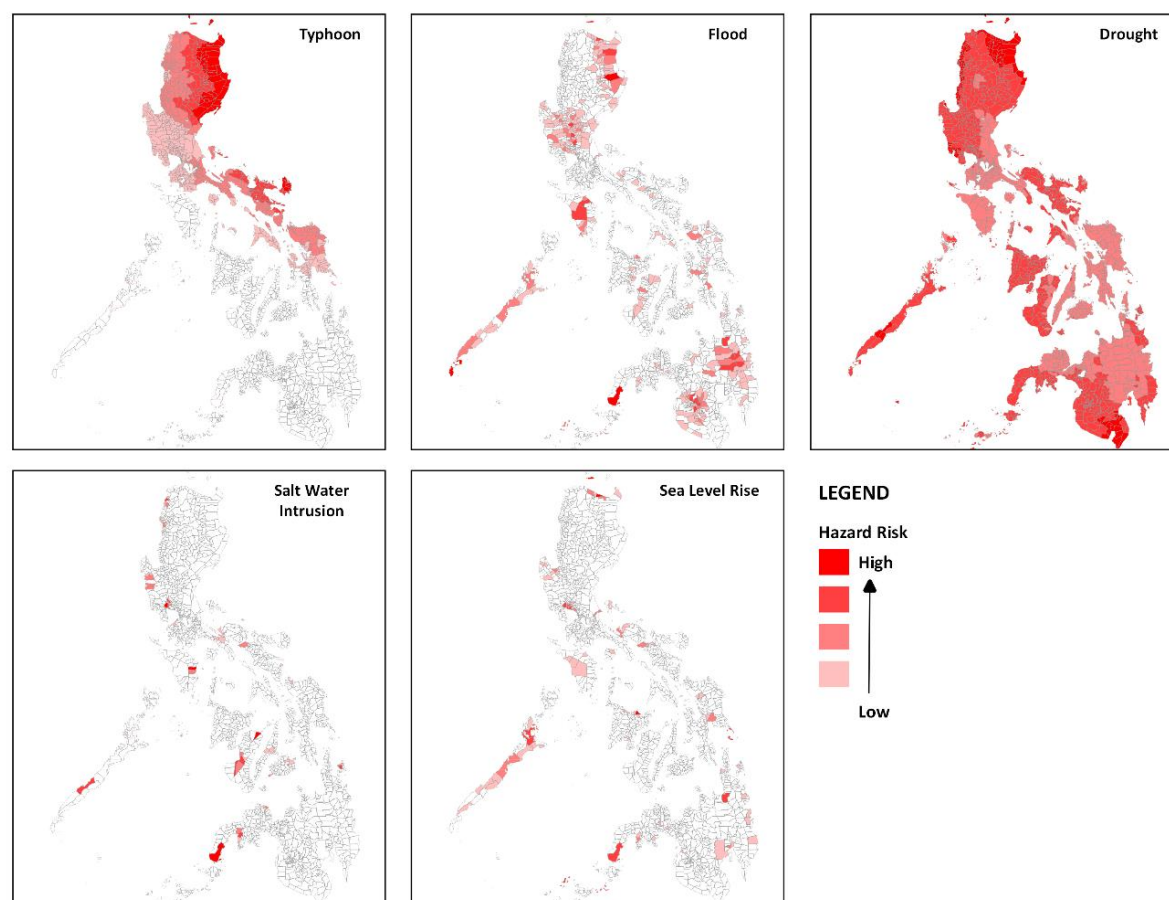 Typhoon
Flood
Drought
Salt Water
Intrusion
Sea Level Rise
LEGEND
Hazard Risk
High
Low